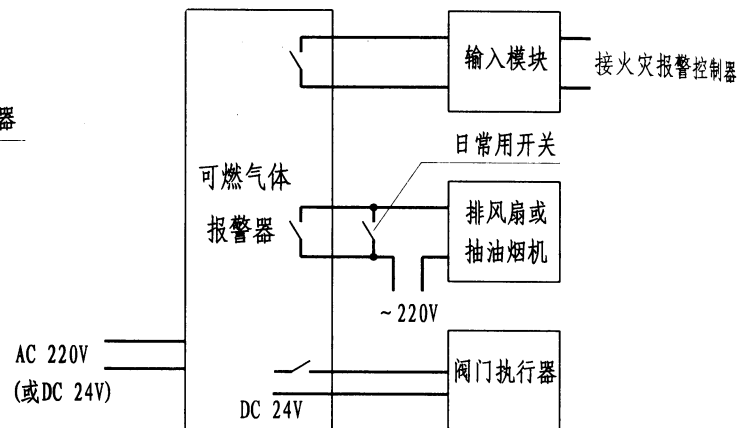 输入模块
接火灾报警控制器
器
日常用开关
可燃气体
报警器
排风扇或
抽油烟机
~220V
AC 220V
(或DC 24V)
阀门执行器
DC 24V